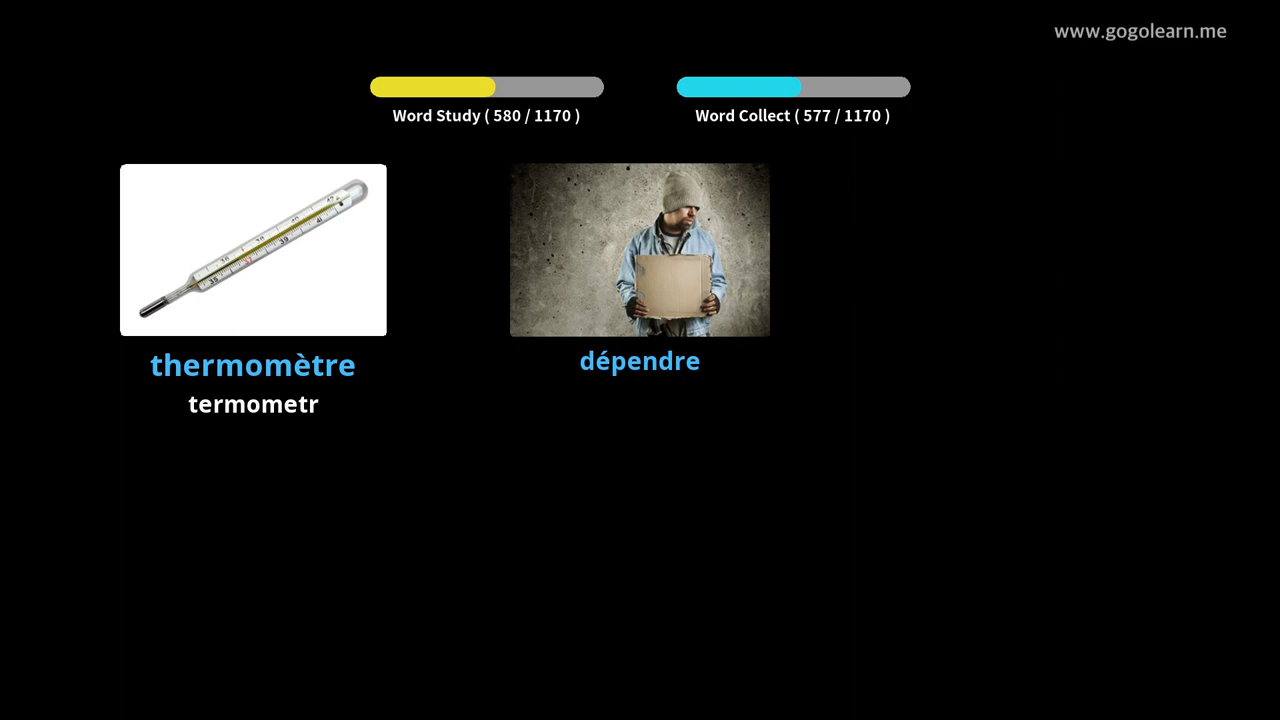 www.gogolearn.me
Word Study ( 580 / 1170 )
Word Collect ( 577 / 1170 )
thermomètre
termometr
dépendre